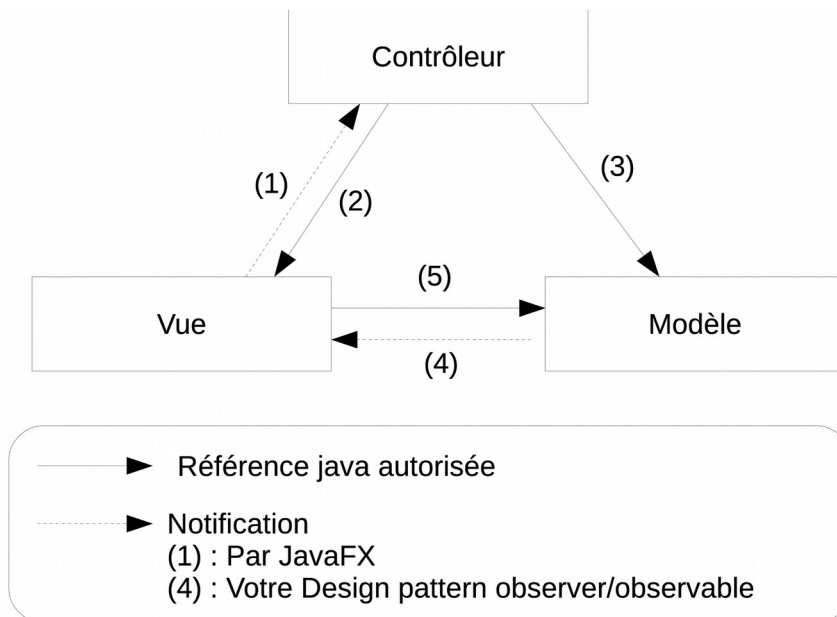 Contrôleur
(1)
(2)
(3)
(5)
Vue
Modèle
(4)
Référence java autorisée
Notification
(1) : Par JavaFX
(4) : Votre Design pattern observer/observable